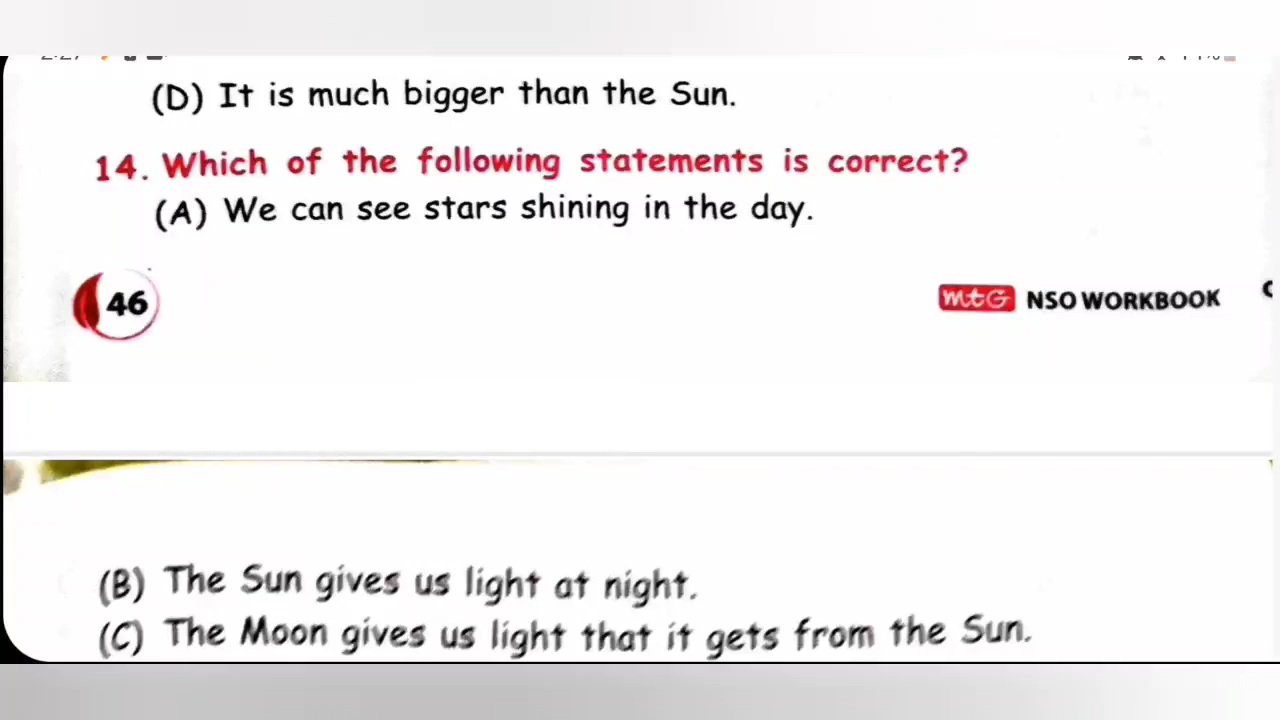 (D) It is much bigger than the Sun.
14. Which of the following statements is correct?
(A) We can see stars shining in the day.
46
mtG NSO WORKBOOK
(B) The Sun gives us light at night.
(C) The Moon gives us light that it gets from the Sun.